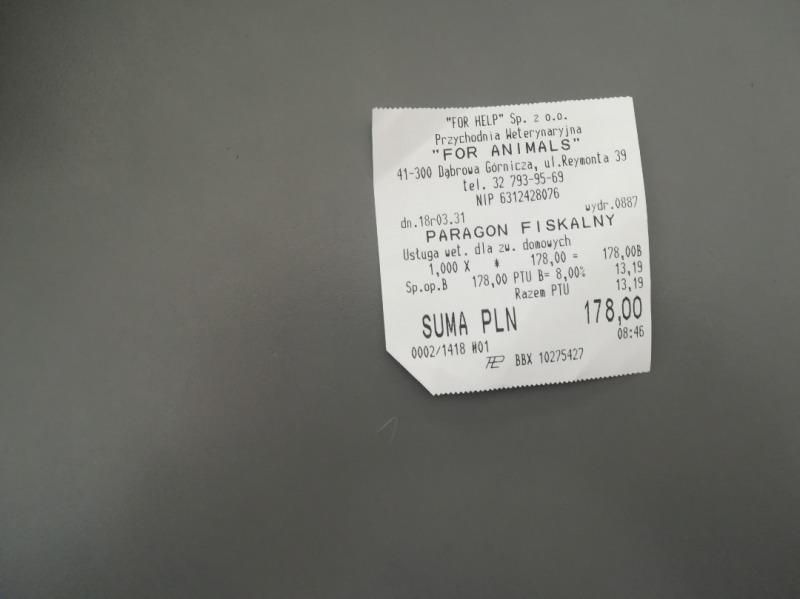 "FOR HELP" Sp. z o.o.
Przychodnia Weterynaryjna
"FOR ANIMALS"
41-300 Dąbrowa Górnicza, ul.Reymonta 39
tel. 32 793-95-69
NIP 6312428076
dn.18r03.31 wydr.0887
PARAGON FISKALNY
Usługa wet. dla zw. domowych
1,000 X * 178,00 = 178,00B
Sp.op.B 178,00 PTU B= 8,00% 13,19
Razem PTU 13,19
SUMA PLN 178,00
0002/1418 #01 08:46
BBX 10275427